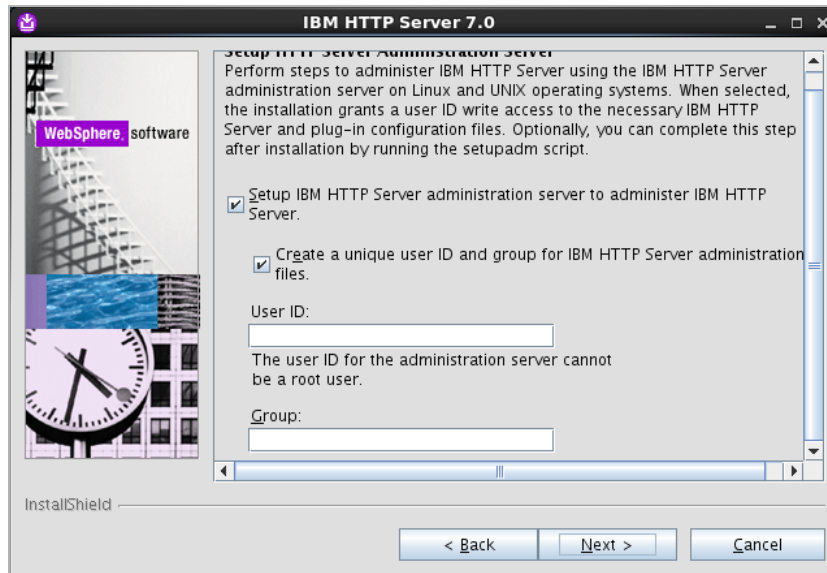 IBM HTTP Server 7.0
WebSphere. software
Setup HTTP Server Administration Server
Perform steps to administer IBM HTTP Server using the IBM HTTP Server
administration server on Linux and UNIX operating systems. When selected,
the installation grants a user ID write access to the necessary IBM HTTP
Server and plug-in configuration files. Optionally, you can complete this step
after installation by running the setupadm script.
Setup IBM HTTP Server administration server to administer IBM HTTP
Server.
Create a unique user ID and group for IBM HTTP Server administration
files.
User ID:
The user ID for the administration server cannot
be a root user.
Group:
InstallShield
< Back
Next >
Cancel